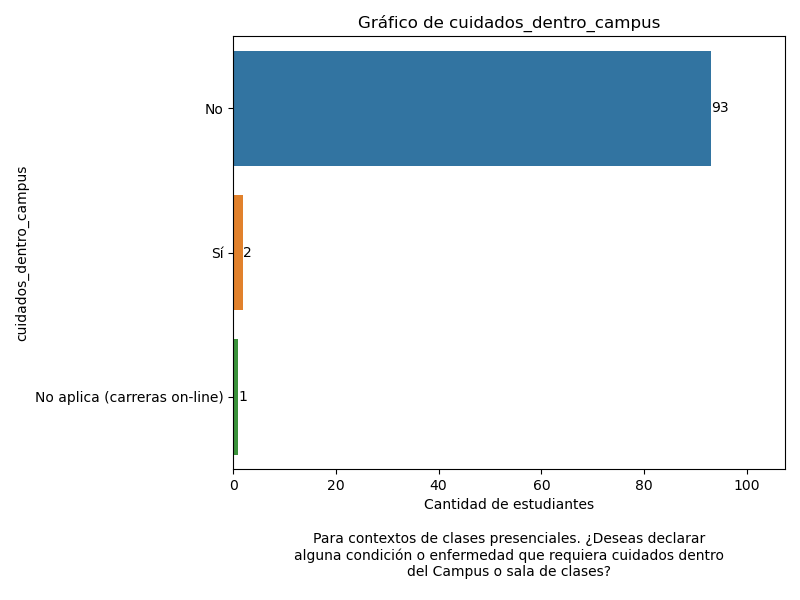 Gráfico de cuidados_dentro_campus
cuidados_dentro_campus
No
93
Sí
2
No aplica (carreras on-line)
1
0 20 40 60 80 100
Cantidad de estudiantes
Para contextos de clases presenciales. ¿Deseas declarar
alguna condición o enfermedad que requiera cuidados dentro
del Campus o sala de clases?